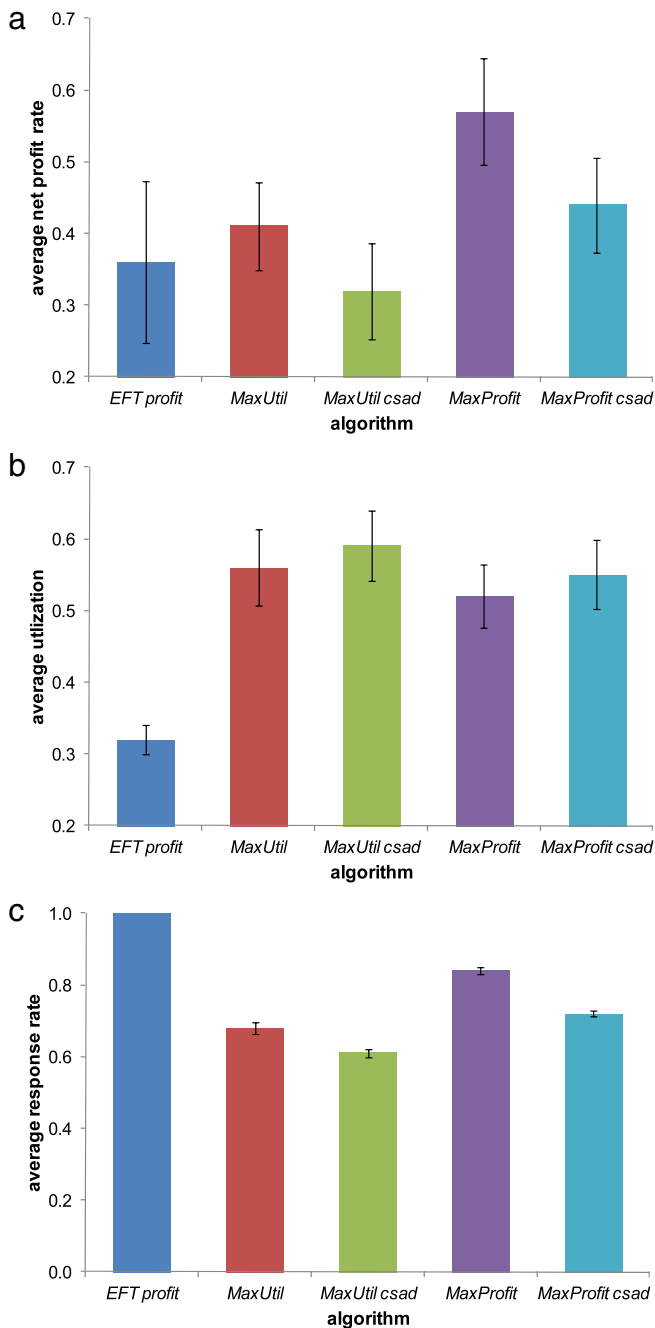 a
0.7
0.6
0.5
0.4
0.3
0.2
average net profit rate
EFT profit MaxUtil MaxUtil csad MaxProfit MaxProfit csad
algorithm
b
0.7
0.6
0.5
0.4
0.3
0.2
average utlization
EFT profit MaxUtil MaxUtil csad MaxProfit MaxProfit csad
algorithm
c
1.0
0.8
0.6
0.4
0.2
0.0
average response rate
EFT profit MaxUtil MaxUtil csad MaxProfit MaxProfit csad
algorithm